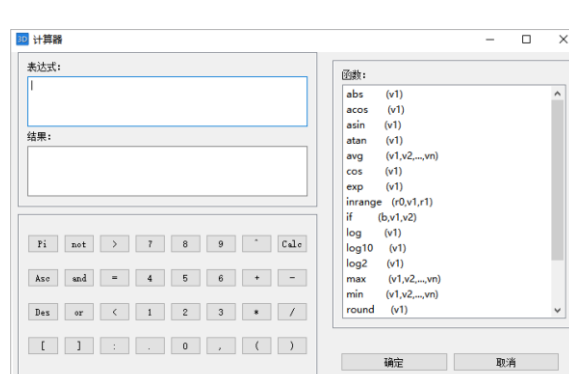 3D 计算器
表达式:
结果:
Pi not > 7 8 9 ^ Calc
Asc and = 4 5 6 + -
Des or < 1 2 3 * /
[ ] : . 0 , ( )
函数:
abs (v1)
acos (v1)
asin (v1)
atan (v1)
avg (v1,v2,...,vn)
cos (v1)
exp (v1)
inrange (r0,v1,r1)
if (b,v1,v2)
log (v1)
log10 (v1)
log2 (v1)
max (v1,v2,...,vn)
min (v1,v2,...,vn)
round (v1)
确定 取消